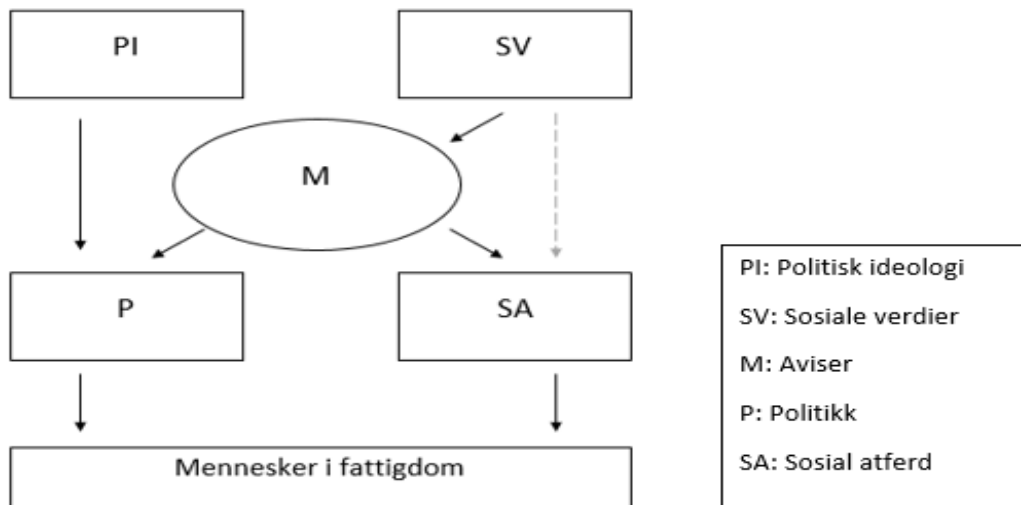 PI
SV
M
P
SA
Mennesker i fattigdom
PI: Politisk ideologi
SV: Sosiale verdier
M: Aviser
P: Politikk
SA: Sosial atferd